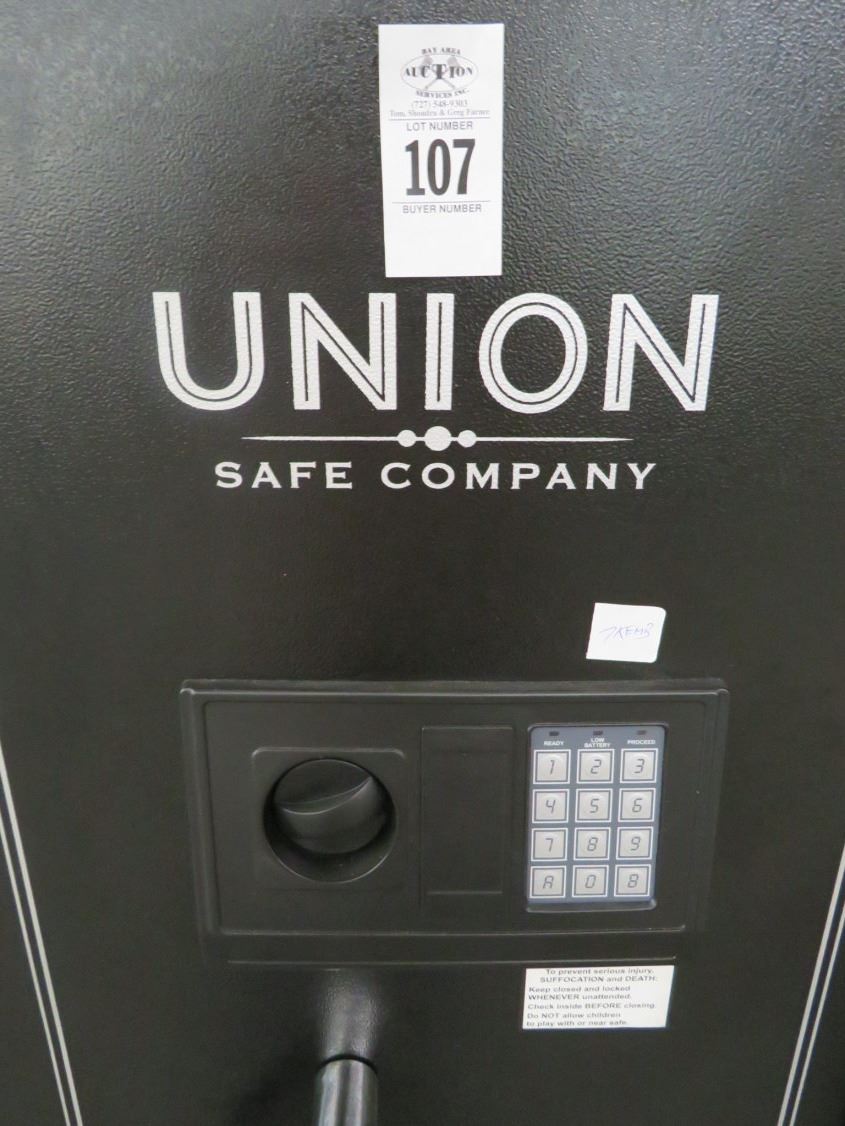 BAY AREA
AUCTION
SERVICES INC.
(727) 548-9303
Tom, Shondra & Greg Farner
LOT NUMBER
107
BUYER NUMBER
UNION
SAFE COMPANY
READY LOW BATTERY PROCEED
1 2 3
4 5 6
7 8 9
A 0 B
To prevent serious injury,
SUFFOCATION and DEATH:
Keep closed and locked
WHENEVER unattended.
Check inside BEFORE closing.
Do NOT allow children
to play with or near safe.